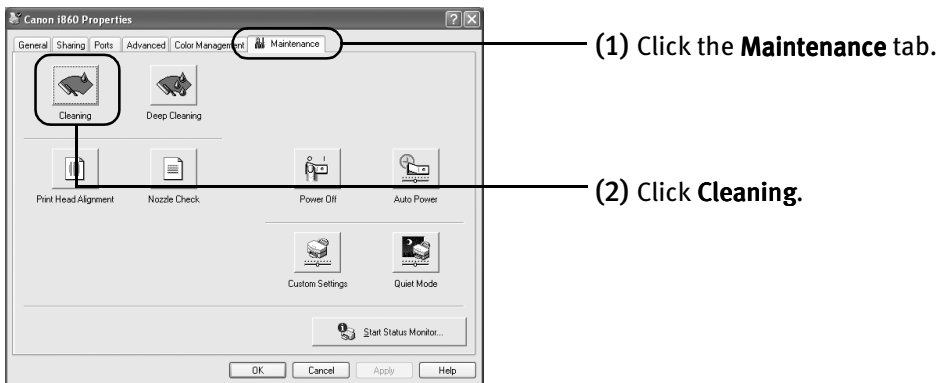 Canon i860 Properties
General Sharing Ports Advanced Color Management Maintenance
(1) Click the Maintenance tab.
Cleaning Deep Cleaning
Print Head Alignment Nozzle Check Power Off Auto Power
(2) Click Cleaning.
Custom Settings Quiet Mode
Start Status Monitor...
OK Cancel Apply Help